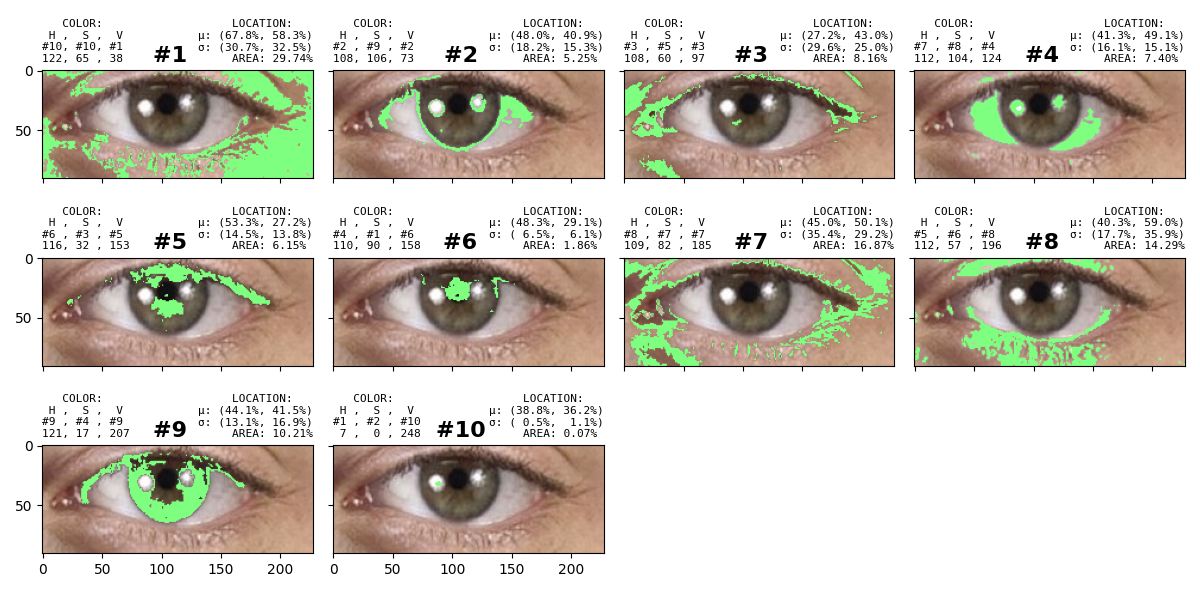 COLOR: LOCATION: COLOR: LOCATION: COLOR: LOCATION: COLOR: LOCATION:
H , S , V μ: (67.8%, 58.3%) H , S , V μ: (48.0%, 40.9%) H , S , V μ: (27.2%, 43.0%) H , S , V μ: (41.3%, 49.1%)
#10, #10, #1 #1 σ: (30.7%, 32.5%) #2 , #9 , #2 #2 σ: (18.2%, 15.3%) #3 , #5 , #3 #3 σ: (29.6%, 25.0%) #7 , #8 , #4 #4 σ: (16.1%, 15.1%)
122, 65 , 38 AREA: 29.74% 108, 106, 73 AREA: 5.25% 108, 60 , 97 AREA: 8.16% 112, 104, 124 AREA: 7.40%
0
50
COLOR: LOCATION: COLOR: LOCATION: COLOR: LOCATION: COLOR: LOCATION:
H , S , V μ: (53.3%, 27.2%) H , S , V μ: (48.3%, 29.1%) H , S , V μ: (45.0%, 50.1%) H , S , V μ: (40.3%, 59.0%)
#6 , #3 , #5 #5 σ: (14.5%, 13.8%) #4 , #1 , #6 #6 σ: ( 6.5%, 6.1%) #8 , #7 , #7 #7 σ: (35.4%, 29.2%) #5 , #6 , #8 #8 σ: (17.7%, 35.9%)
116, 32 , 153 AREA: 6.15% 110, 90 , 158 AREA: 1.86% 109, 82 , 185 AREA: 16.87% 112, 57 , 196 AREA: 14.29%
0
50
COLOR: LOCATION: COLOR: LOCATION:
H , S , V μ: (44.1%, 41.5%) H , S , V μ: (38.8%, 36.2%)
#9 , #4 , #9 #9 σ: (13.1%, 16.9%) #1 , #2 , #10 #10 σ: ( 0.5%, 1.1%)
121, 17 , 207 AREA: 10.21% 7 , 0 , 248 AREA: 0.07%
0
50
0 50 100 150 200 0 50 100 150 200